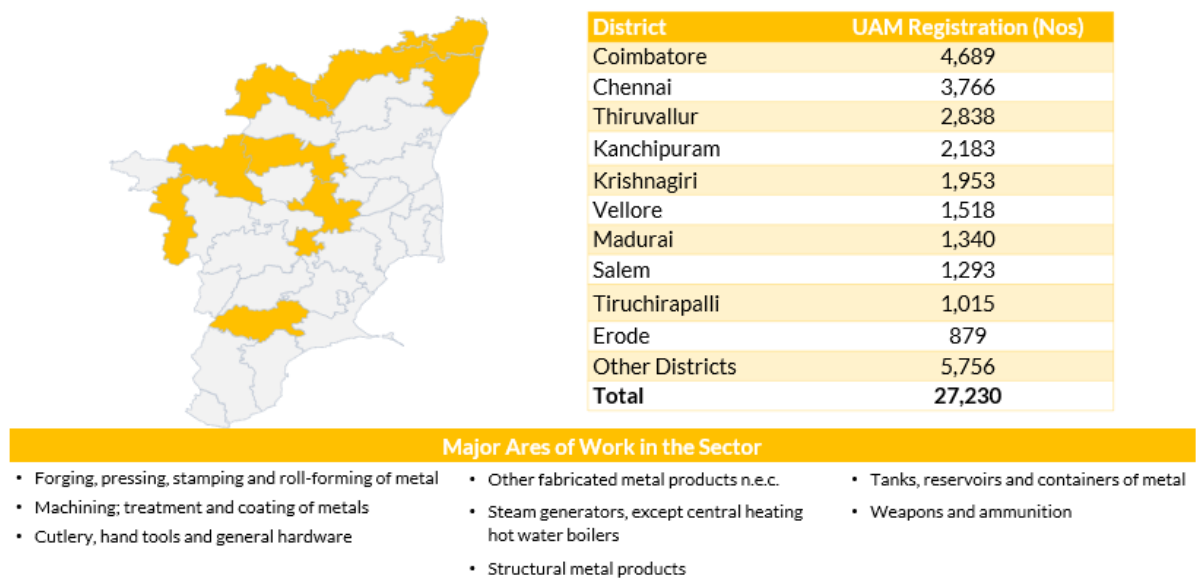 District UAM Registration (Nos)
Coimbatore 4,689
Chennai 3,766
Thiruvallur 2,838
Kanchipuram 2,183
Krishnagiri 1,953
Vellore 1,518
Madurai 1,340
Salem 1,293
Tiruchirapalli 1,015
Erode 879
Other Districts 5,756
Total 27,230
Major Ares of Work in the Sector
• Forging, pressing, stamping and roll-forming of metal
• Machining; treatment and coating of metals
• Cutlery, hand tools and general hardware
• Other fabricated metal products n.e.c.
• Steam generators, except central heating
hot water boilers
• Structural metal products
• Tanks, reservoirs and containers of metal
• Weapons and ammunition